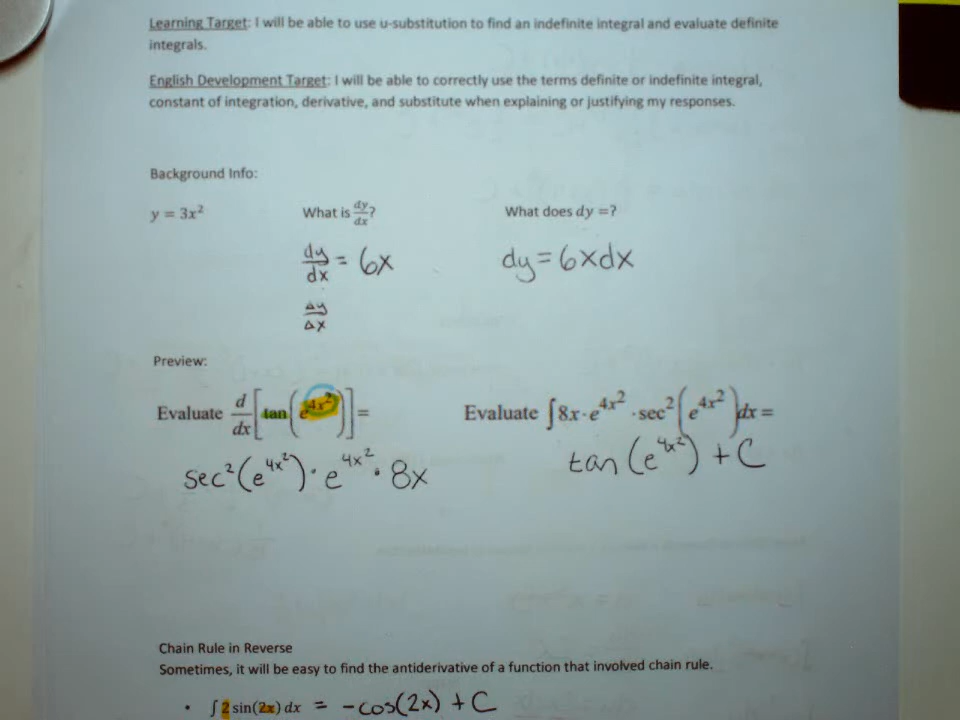 Learning Target: I will be able to use u-substitution to find an indefinite integral and evaluate definite
integrals.
English Development Target: I will be able to correctly use the terms definite or indefinite integral,
constant of integration, derivative, and substitute when explaining or justifying my responses.
Background Info:
y = 3x² What is dy/dx? What does dy =?
dy/dx = 6x dy = 6xdx
Δy/Δx
Preview:
Evaluate d/dx[tan(e^4x²)] = Evaluate ∫8x·e^4x²·sec²(e^4x²)dx =
sec²(e^4x²)·e^4x²·8x tan(e^4x²) + C
Chain Rule in Reverse
Sometimes, it will be easy to find the antiderivative of a function that involved chain rule.
• ∫2 sin(2x) dx = -cos(2x) + C